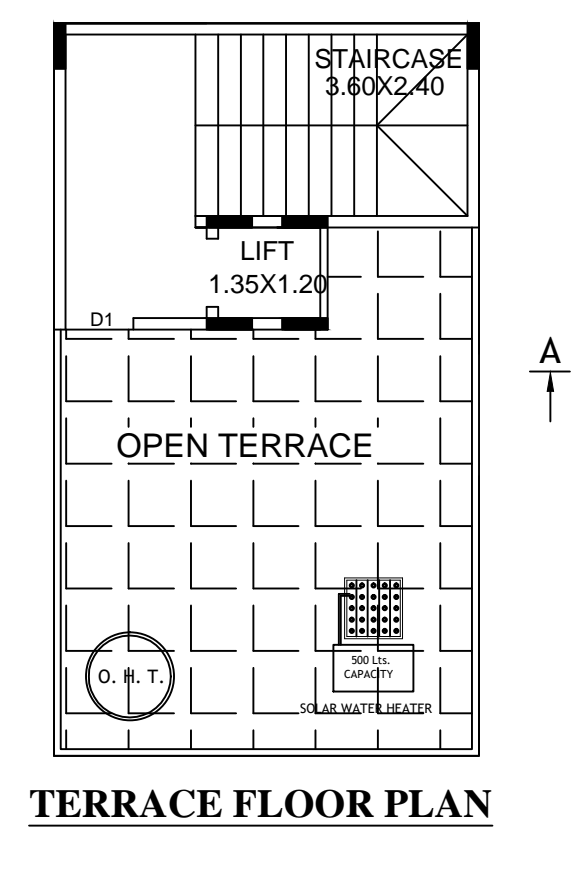 STAIRCASE
3.60X2.40
LIFT
1.35X1.20
D1
A
OPEN TERRACE
500 Lts.
CAPACITY
O. H. T.
SOLAR WATER HEATER
TERRACE FLOOR PLAN